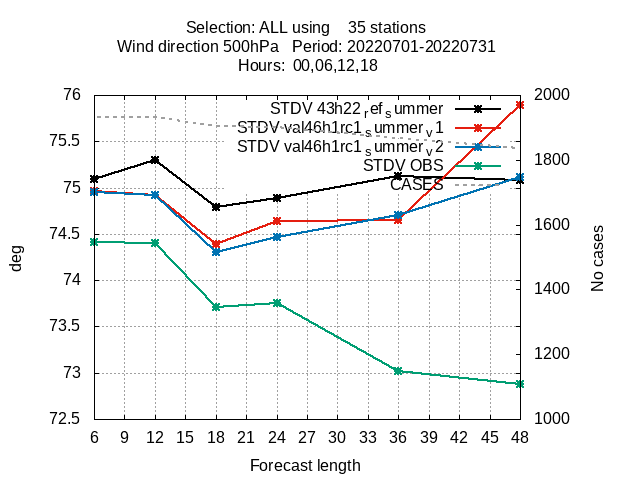 Selection: ALL using    35 stations
Wind direction 500hPa   Period: 20220701-20220731
Hours:  00,06,12,18
76
75.5
75
74.5
74
73.5
73
72.5
deg
STDV 43h22_ref_summer
STDV val46h1rc1_summer_v1
STDV val46h1rc1_summer_v2
STDV OBS
CASES
2000
1800
1600
1400
1200
1000
No cases
6 9 12 15 18 21 24 27 30 33 36 39 42 45 48
Forecast length